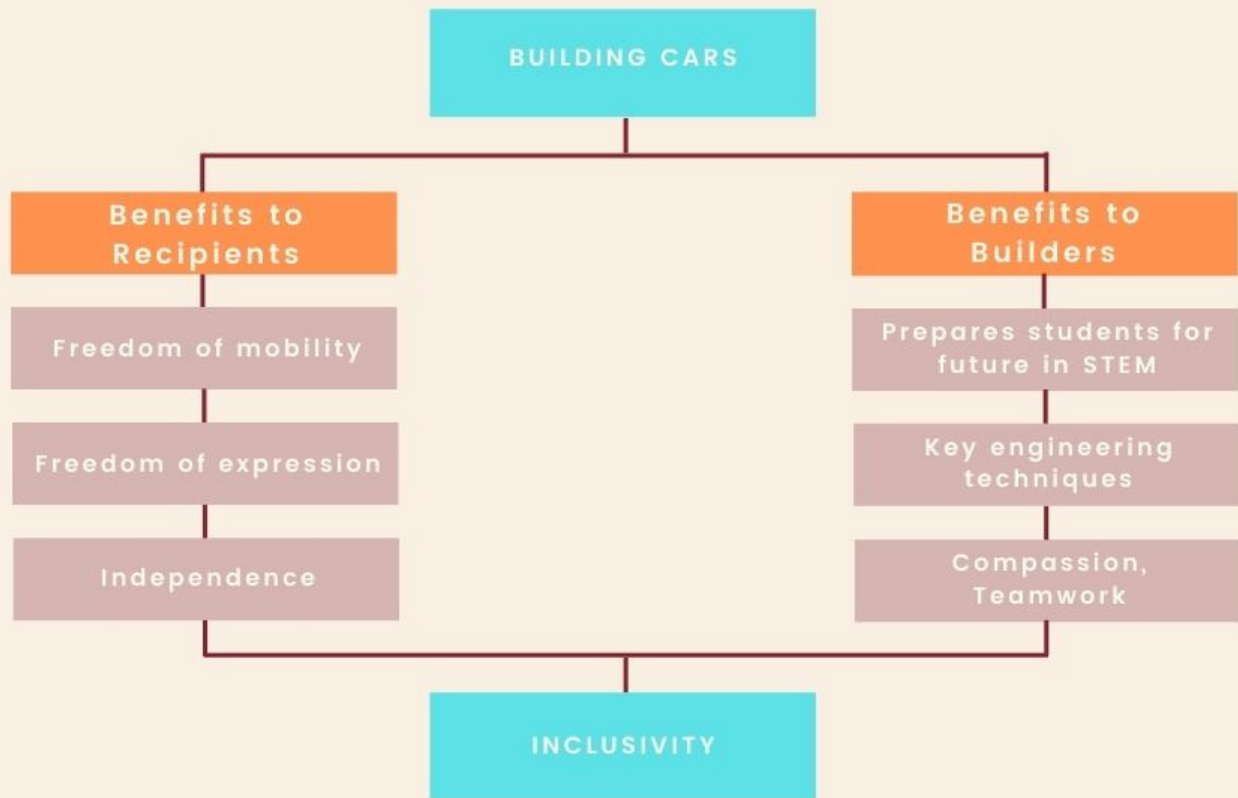 BUILDING CARS
Benefits to
Recipients
Freedom of mobility
Freedom of expression
Independence
Benefits to
Builders
Prepares students for
future in STEM
Key engineering
techniques
Compassion,
Teamwork
INCLUSIVITY